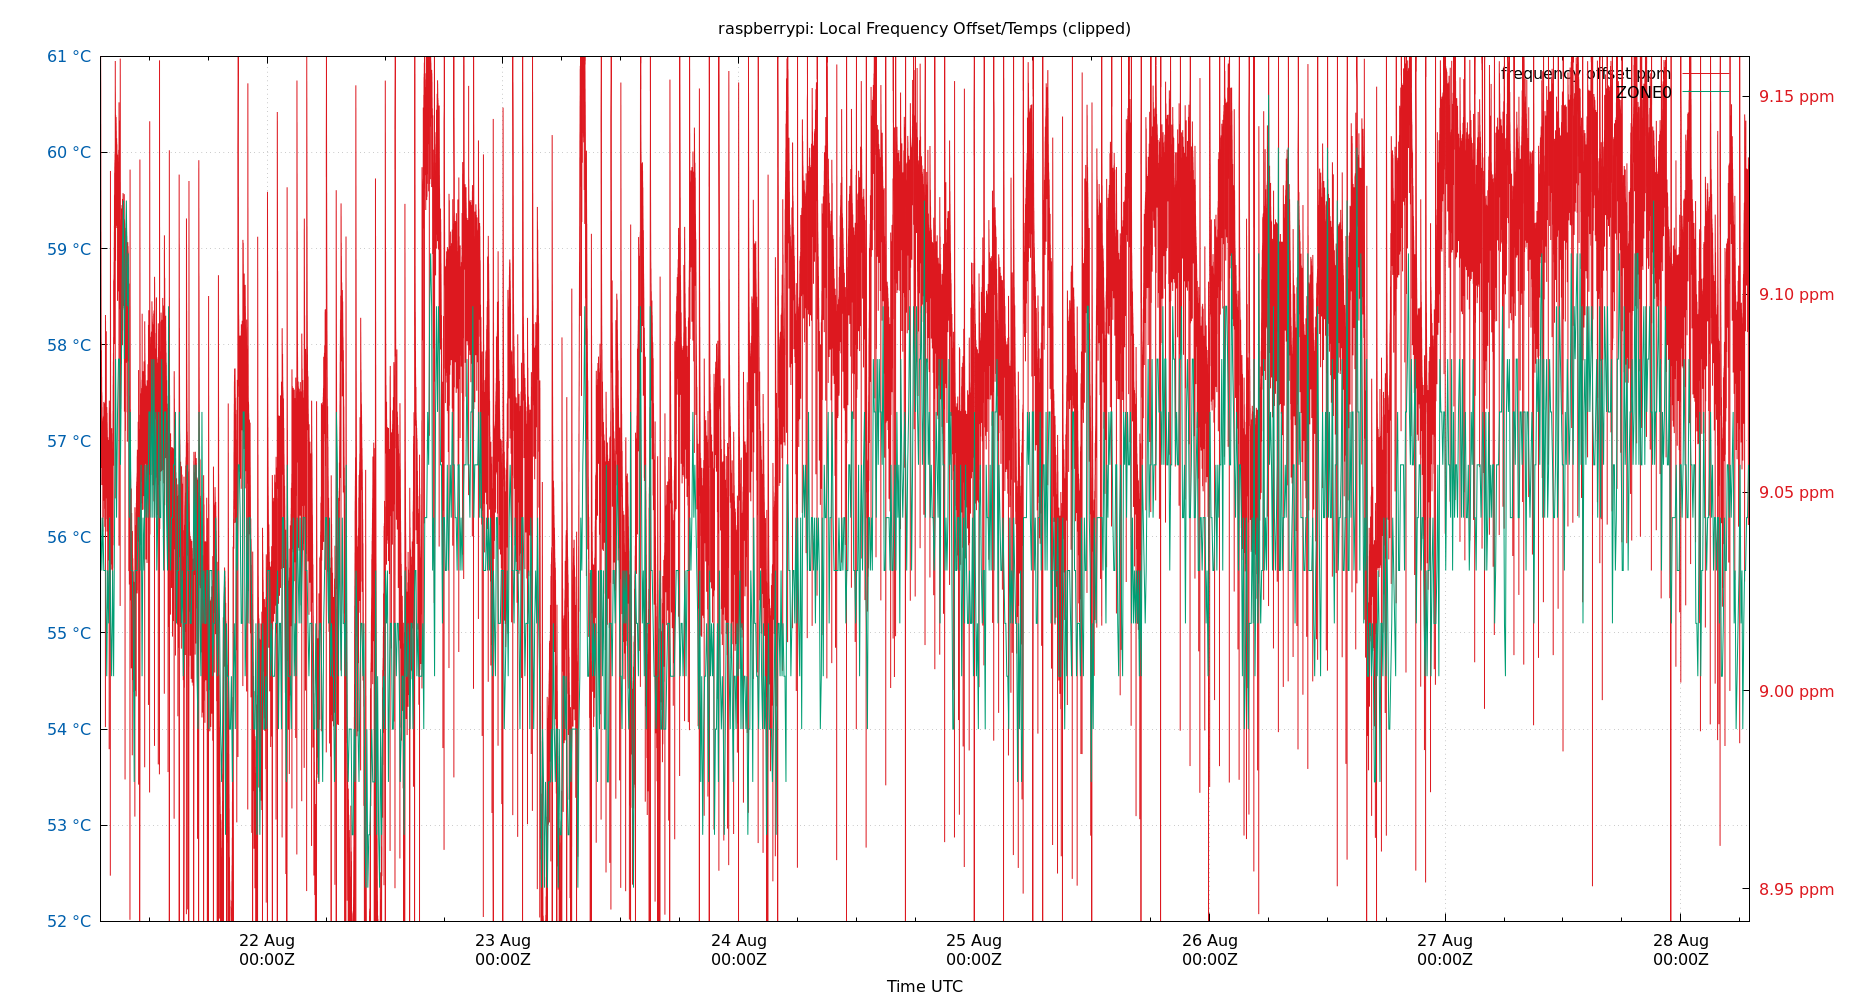 raspberrypi: Local Frequency Offset/Temps (clipped)
61 °C
60 °C
59 °C
58 °C
57 °C
56 °C
55 °C
54 °C
53 °C
52 °C
frequency offset ppm
ZONE0
9.15 ppm
9.10 ppm
9.05 ppm
9.00 ppm
8.95 ppm
22 Aug
00:00Z
23 Aug
00:00Z
24 Aug
00:00Z
25 Aug
00:00Z
26 Aug
00:00Z
27 Aug
00:00Z
28 Aug
00:00Z
Time UTC